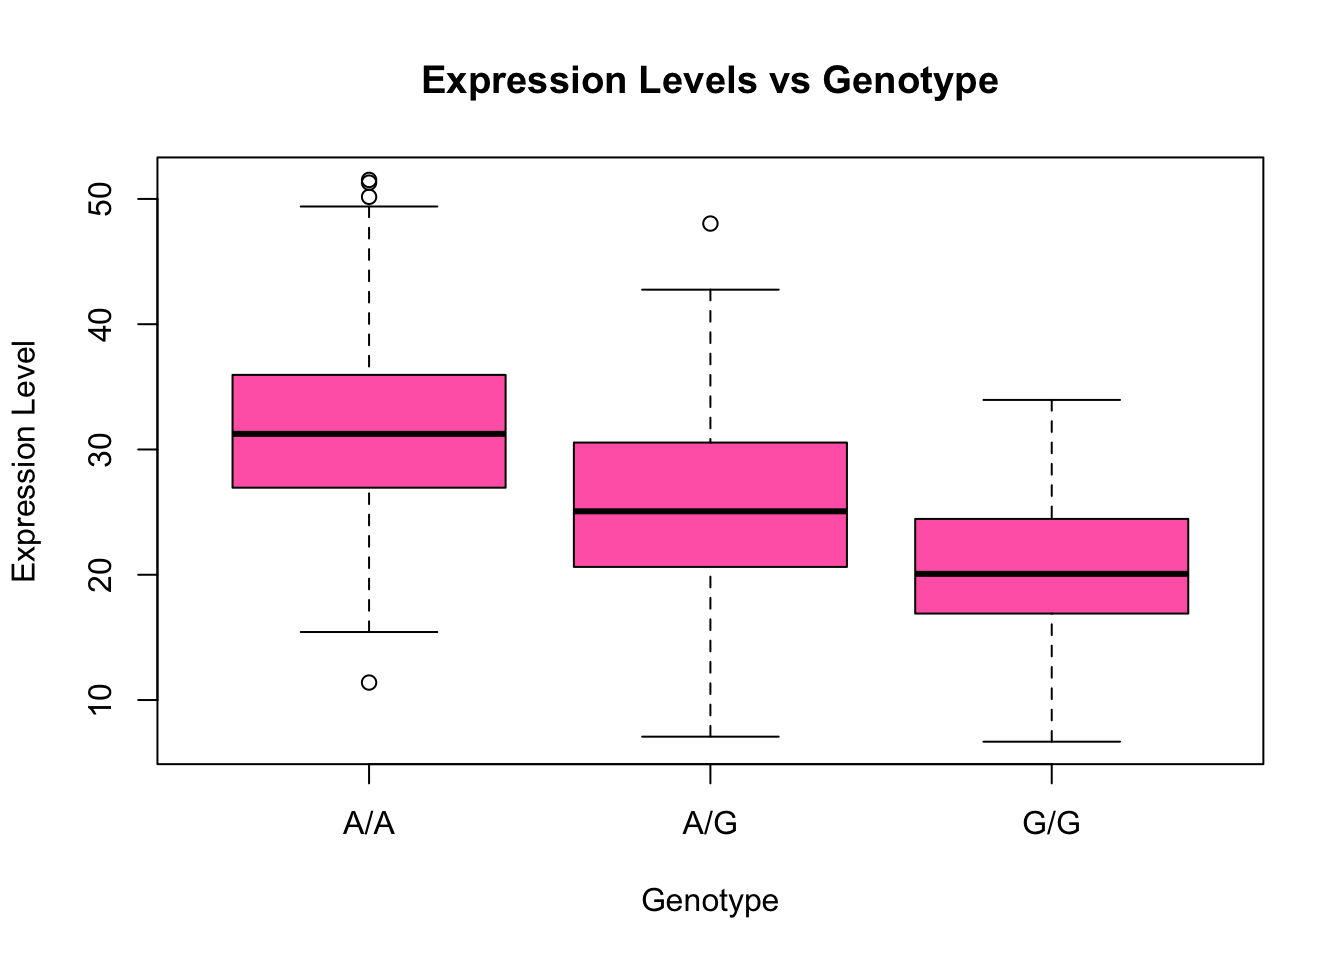 Expression Levels vs Genotype
Expression Level
50
40
30
20
10
A/A A/G G/G
Genotype